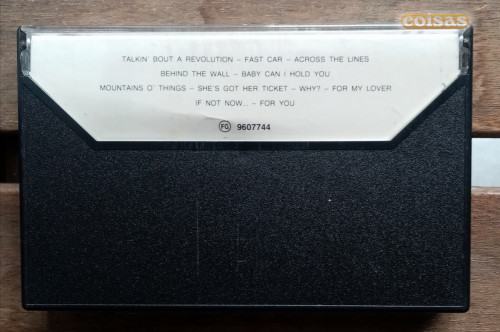 coisas
TALKIN' BOUT A REVOLUTION – FAST CAR – ACROSS THE LINES
BEHIND THE WALL – BABY CAN I HOLD YOU
MOUNTAINS O' THINGS – SHE'S GOT HER TICKET – WHY? – FOR MY LOVER
IF NOT NOW... – FOR YOU
FG 9607744